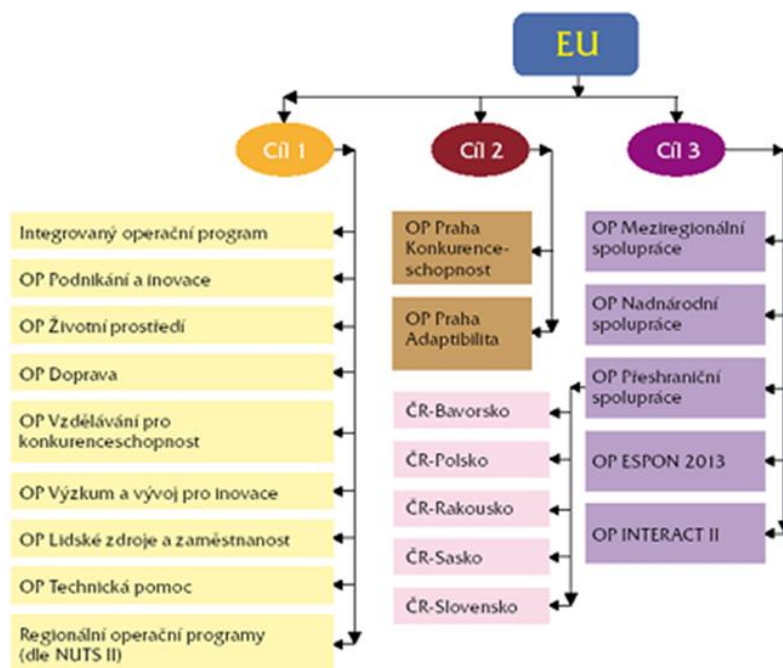 EU
Cíl 1
Cíl 2
Cíl 3
Integrovaný operační program
OP Podnikání a inovace
OP Životní prostředí
OP Doprava
OP Vzdělávání pro
konkurenceschopnost
OP Výzkum a vývoj pro inovace
OP Lidské zdroje a zaměstnanost
OP Technická pomoc
Regionální operační programy
(dle NUTS II)
OP Praha
Konkurence-
schopnost
OP Praha
Adaptibilita
ČR-Bavorsko
ČR-Polsko
ČR-Rakousko
ČR-Sasko
ČR-Slovensko
OP Meziregionální
spolupráce
OP Nadnárodní
spolupráce
OP Přeshraniční
spolupráce
OP ESPON 2013
OP INTERACT II